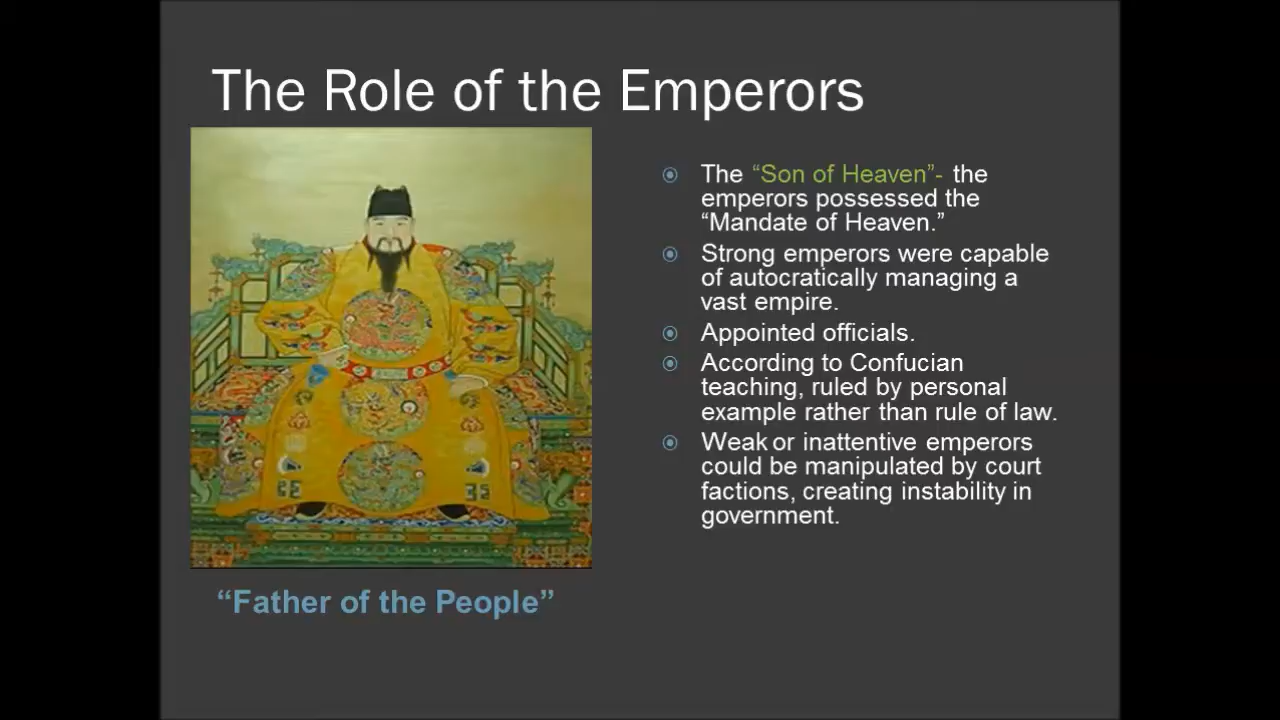 The Role of the Emperors
The “Son of Heaven”- the
emperors possessed the
“Mandate of Heaven.”
Strong emperors were capable
of autocratically managing a
vast empire.
Appointed officials.
According to Confucian
teaching, ruled by personal
example rather than rule of law.
Weak or inattentive emperors
could be manipulated by court
factions, creating instability in
government.
“Father of the People”